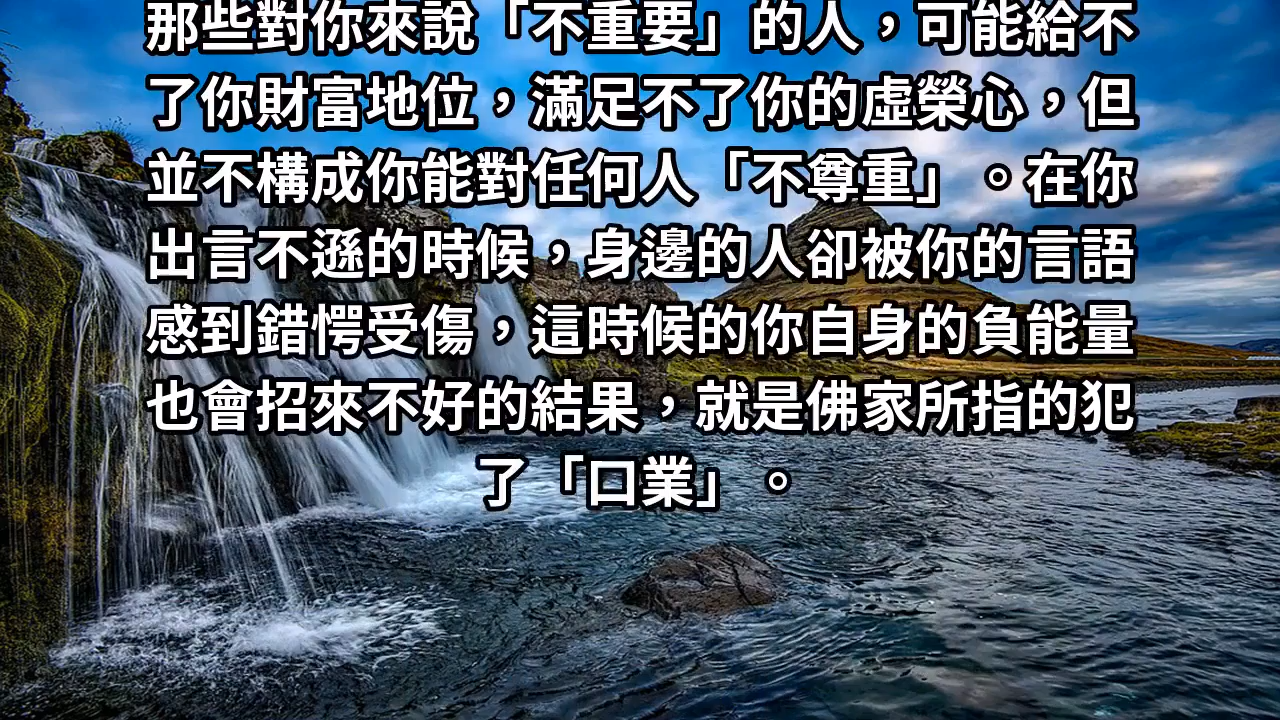 那些對你來說「不重要」的人，可能給不
了你財富地位，滿足不了你的虛榮心，但
並不構成你能對任何人「不尊重」。在你
出言不遜的時候，身邊的人卻被你的言語
感到錯愕受傷，這時候的你自身的負能量
也會招來不好的結果，就是佛家所指的犯
了「口業」。